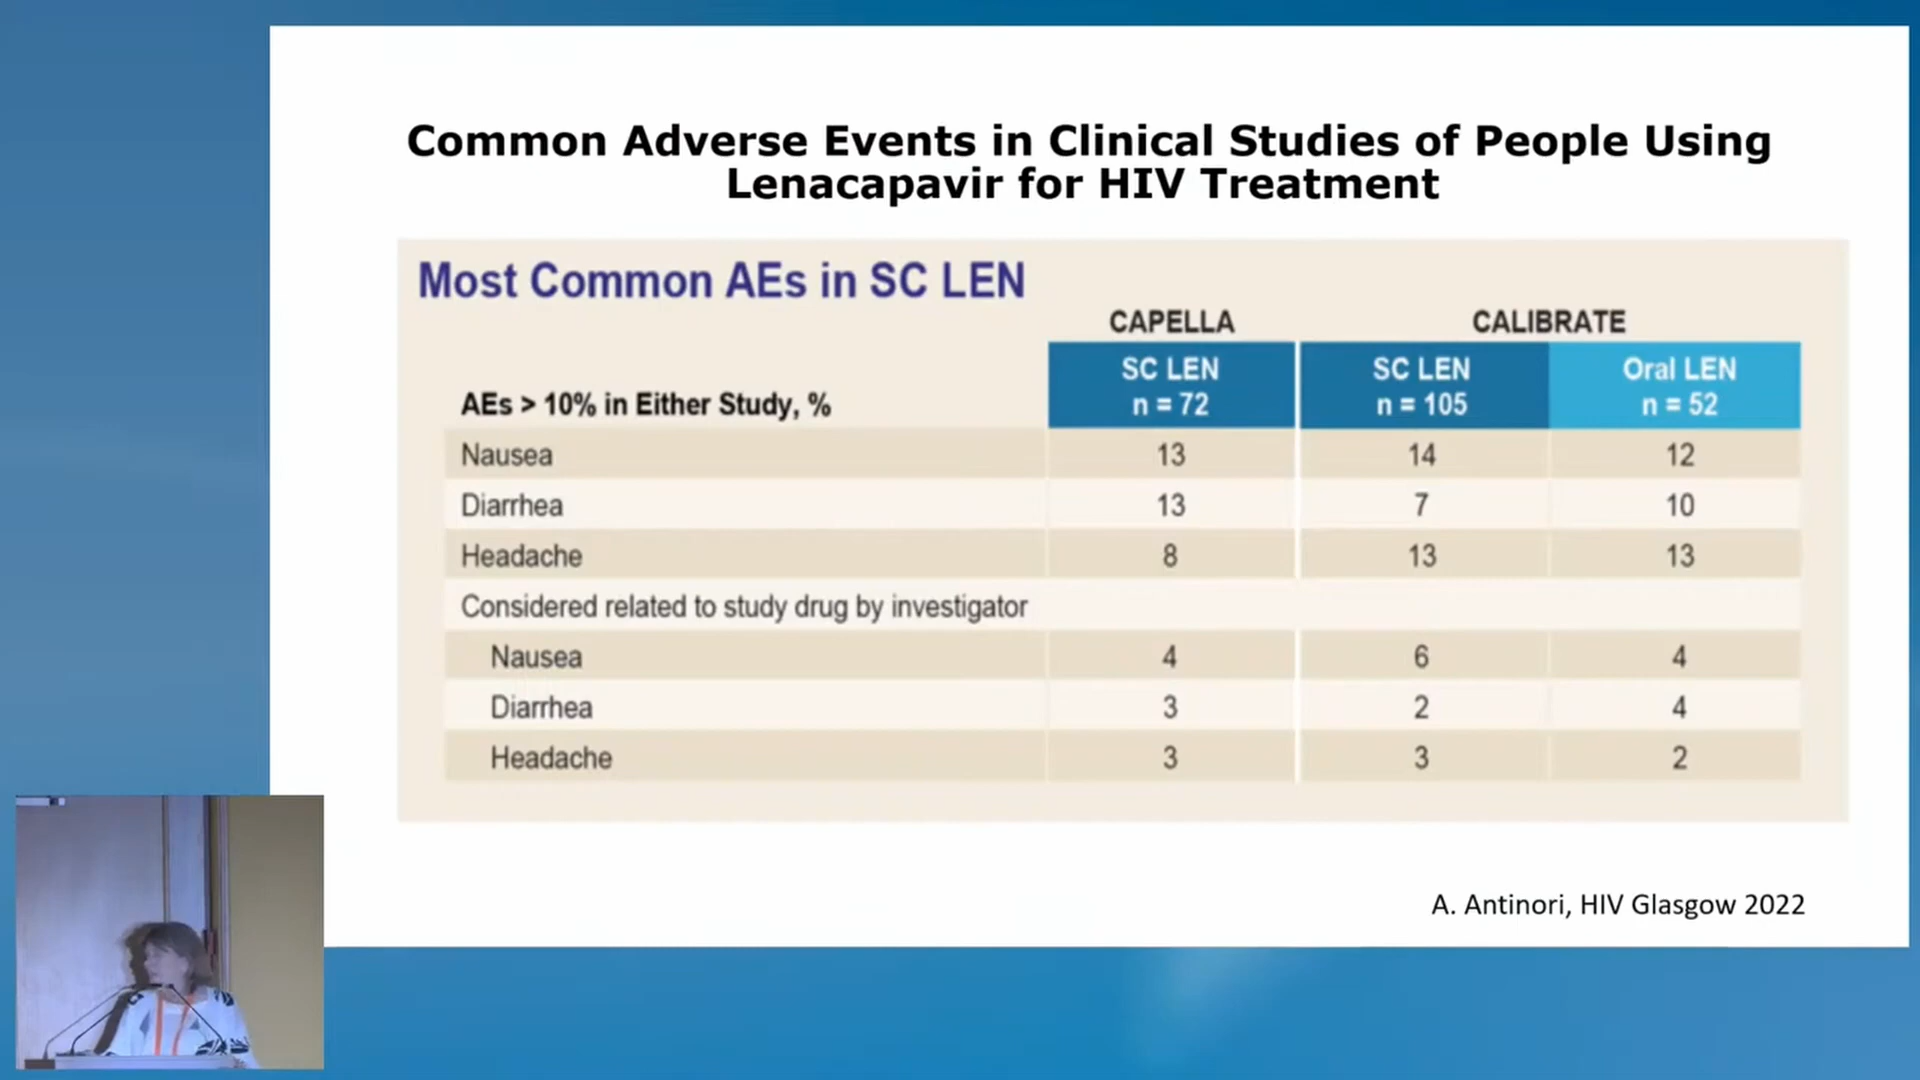 Common Adverse Events in Clinical Studies of People Using
Lenacapavir for HIV Treatment
Most Common AEs in SC LEN
CAPELLA CALIBRATE
SC LEN SC LEN Oral LEN
AEs > 10% in Either Study, % n = 72 n = 105 n = 52
Nausea 13 14 12
Diarrhea 13 7 10
Headache 8 13 13
Considered related to study drug by investigator
Nausea 4 6 4
Diarrhea 3 2 4
Headache 3 3 2
A. Antinori, HIV Glasgow 2022